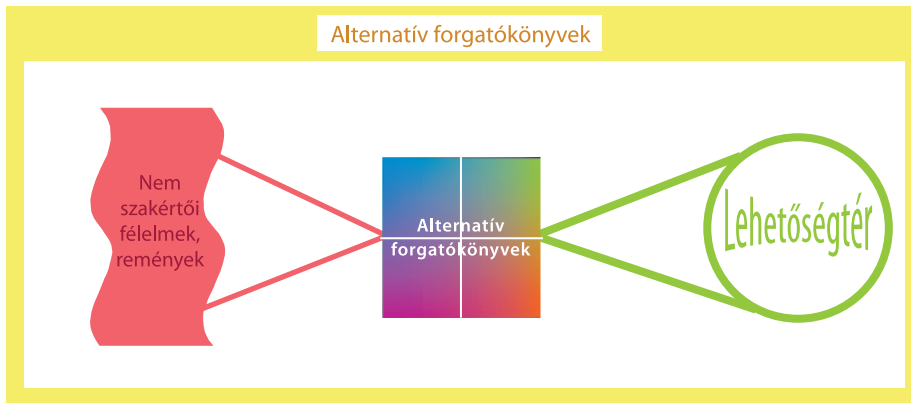 Alternatív forgatókönyvek
Nem
szakértői
félelmek,
remények
Alternatív
forgatókönyvek
Lehetőségtér